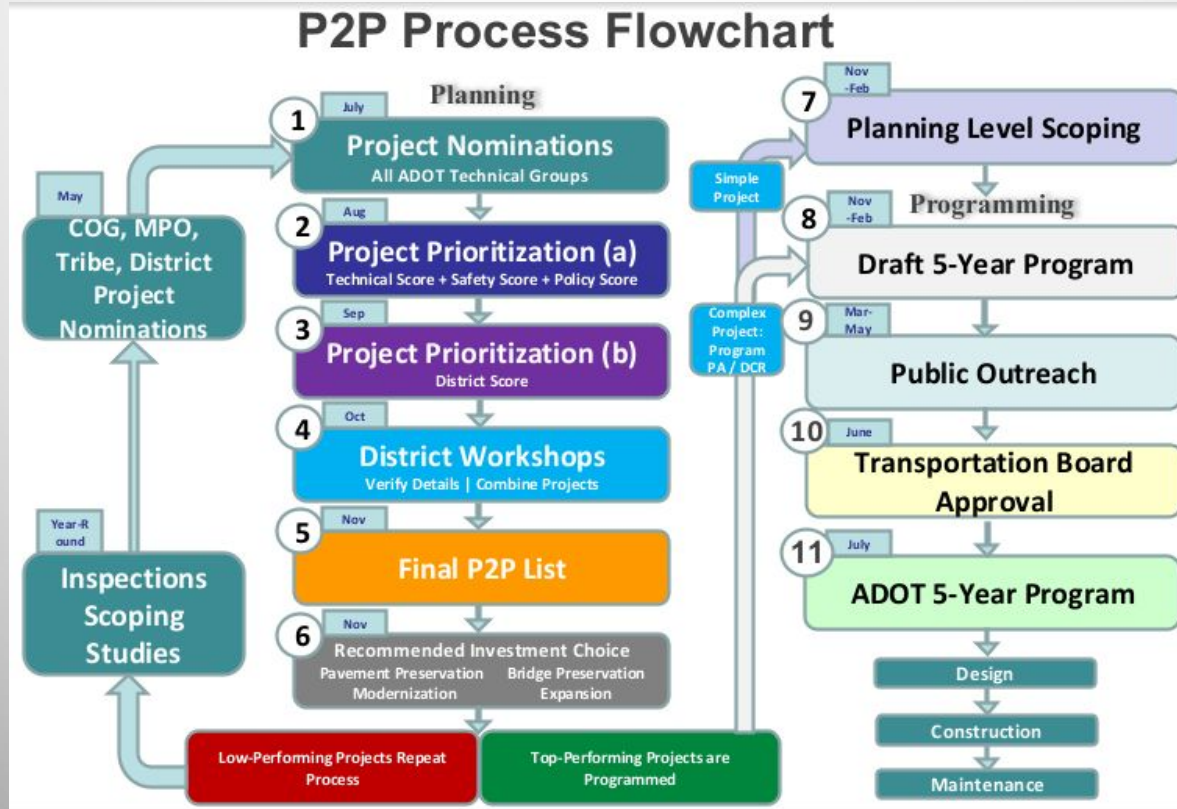 P2P Process Flowchart
Planning
May
COG, MPO,
Tribe, District
Project
Nominations
Year-R
ound
Inspections
Scoping
Studies
1
July
Project Nominations
All ADOT Technical Groups
2
Aug
Project Prioritization (a)
Technical Score + Safety Score + Policy Score
3
Sep
Project Prioritization (b)
District Score
4
Oct
District Workshops
Verify Details | Combine Projects
5
Nov
Final P2P List
6
Nov
Recommended Investment Choice
Pavement Preservation Bridge Preservation
Modernization Expansion
Low-Performing Projects Repeat
Process
Top-Performing Projects are
Programmed
Simple
Project
Complex
Project:
Program
PA / DCR
7
Nov
-Feb
Planning Level Scoping
Programming
8
Nov
-Feb
Draft 5-Year Program
9
Mar-
May
Public Outreach
10
June
Transportation Board
Approval
11
July
ADOT 5-Year Program
Design
Construction
Maintenance